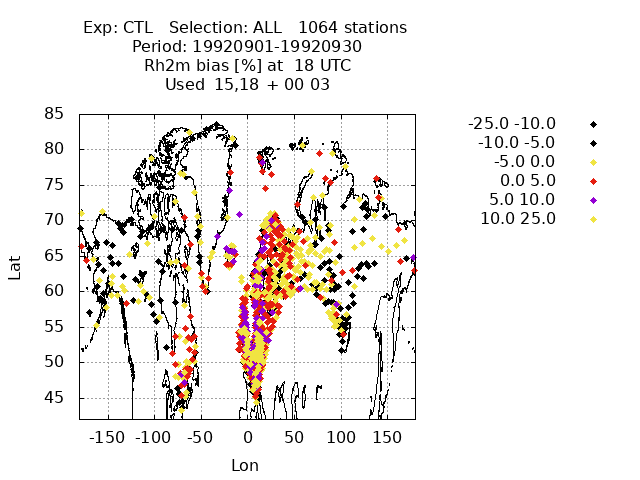 Exp: CTL   Selection: ALL   1064 stations
Period: 19920901-19920930
Rh2m bias [%] at  18 UTC
Used  15,18 + 00 03
85
80
75
70
65
60
55
50
45
Lat
-150 -100 -50 0 50 100 150
Lon
-25.0 -10.0
-10.0 -5.0
-5.0 0.0
0.0 5.0
5.0 10.0
10.0 25.0